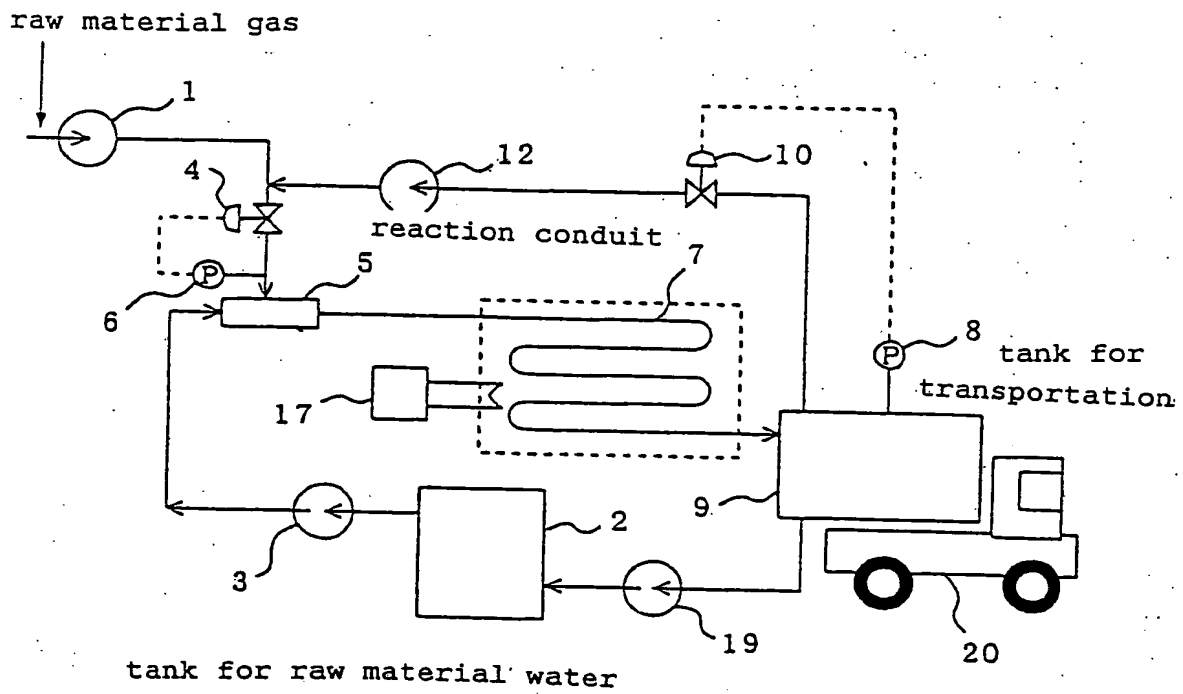 raw material gas
1
4
12
10
reaction conduit
P
6
5
7
P
8
tank for
transportation
17
9
3
2
19
20
tank for raw material water